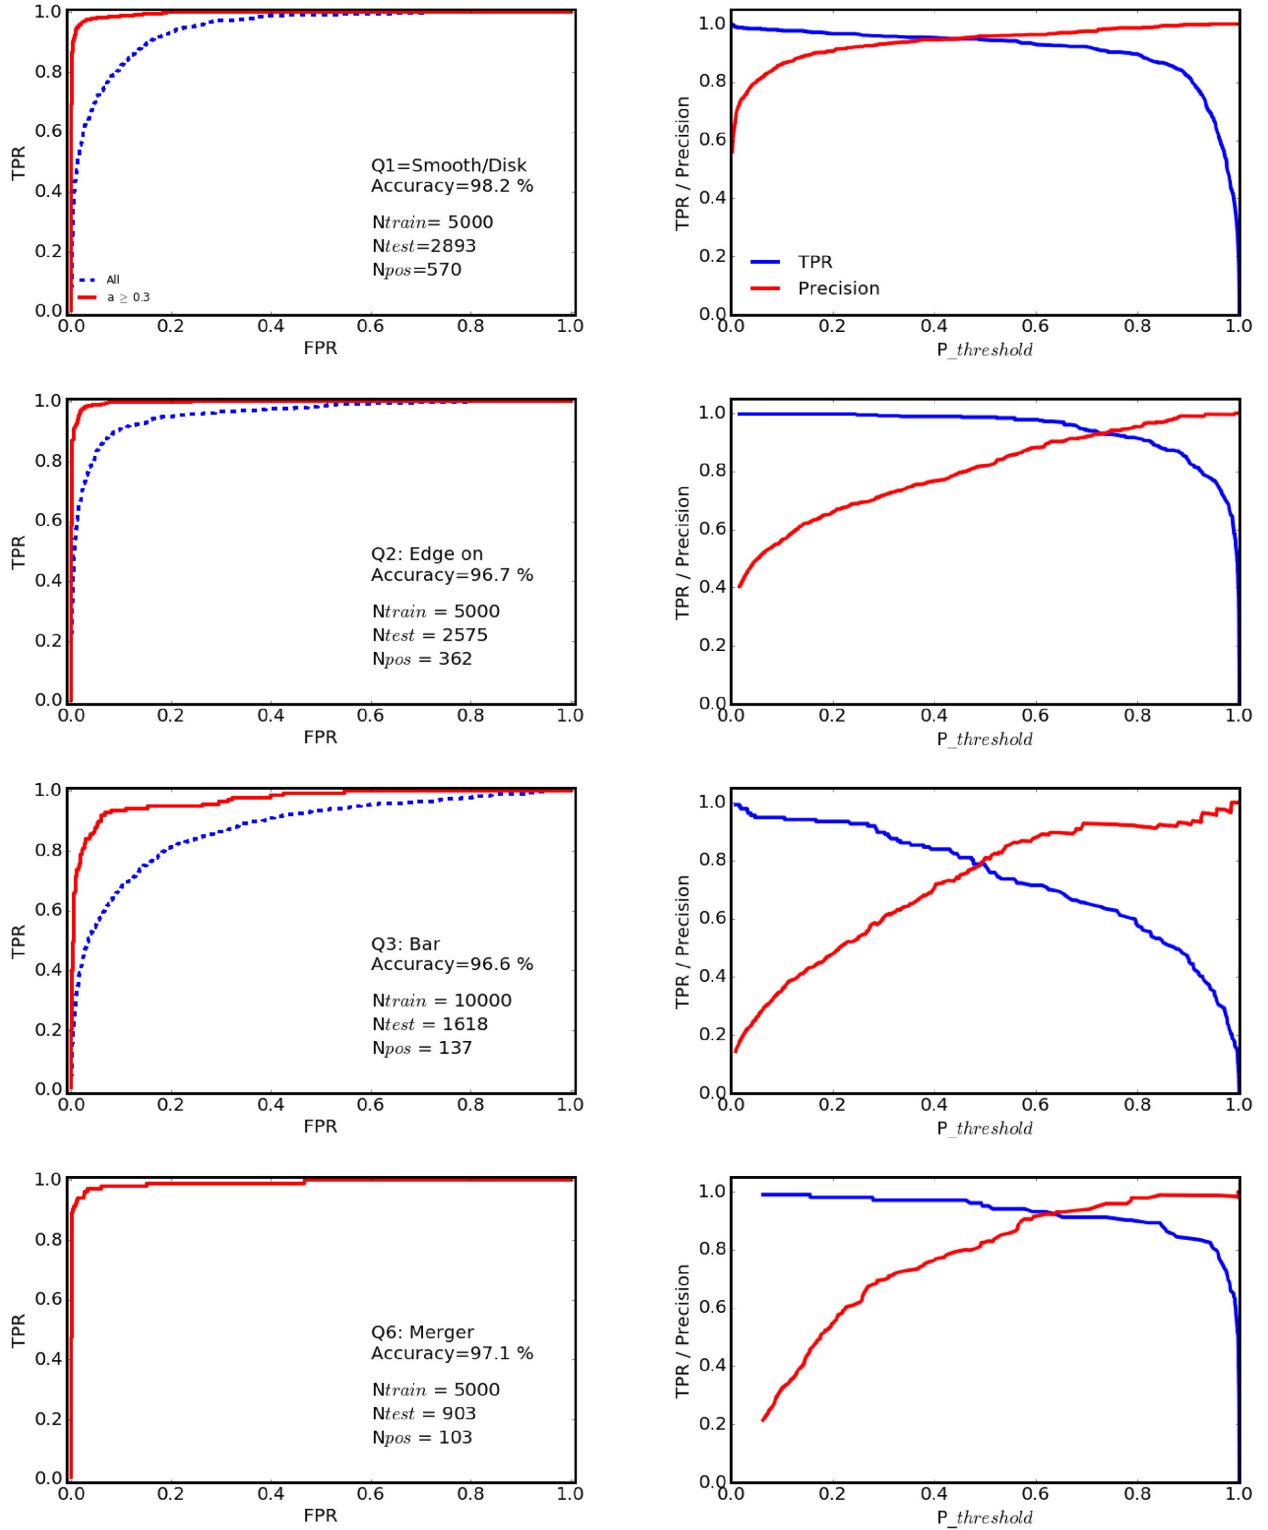 1.0
0.8
0.6
0.4
0.2
0.0
TPR
Q1=Smooth/Disk
Accuracy=98.2 %
Ntrain= 5000
Ntest=2893
Npos=570
All
a ≥ 0.3
0.0 0.2 0.4 0.6 0.8 1.0
FPR
1.0
0.8
0.6
0.4
0.2
0.0
TPR / Precision
TPR
Precision
0.0 0.2 0.4 0.6 0.8 1.0
P_threshold
1.0
0.8
0.6
0.4
0.2
0.0
TPR
Q2: Edge on
Accuracy=96.7 %
Ntrain = 5000
Ntest = 2575
Npos = 362
0.0 0.2 0.4 0.6 0.8 1.0
FPR
1.0
0.8
0.6
0.4
0.2
0.0
TPR / Precision
0.0 0.2 0.4 0.6 0.8 1.0
P_threshold
1.0
0.8
0.6
0.4
0.2
0.0
TPR
Q3: Bar
Accuracy=96.6 %
Ntrain = 10000
Ntest = 1618
Npos = 137
0.0 0.2 0.4 0.6 0.8 1.0
FPR
1.0
0.8
0.6
0.4
0.2
0.0
TPR / Precision
0.0 0.2 0.4 0.6 0.8 1.0
P_threshold
1.0
0.8
0.6
0.4
0.2
0.0
TPR
Q6: Merger
Accuracy=97.1 %
Ntrain = 5000
Ntest = 903
Npos = 103
0.0 0.2 0.4 0.6 0.8 1.0
FPR
1.0
0.8
0.6
0.4
0.2
0.0
TPR / Precision
0.0 0.2 0.4 0.6 0.8 1.0
P_threshold